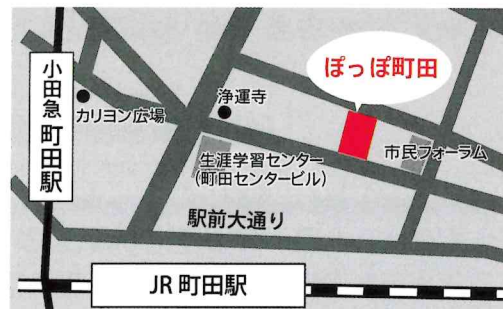 ぽっぽ町田
小田急 町田駅
カリヨン広場
浄運寺
市民フォーラム
生涯学習センター
(町田センタービル)
駅前大通り
JR 町田駅